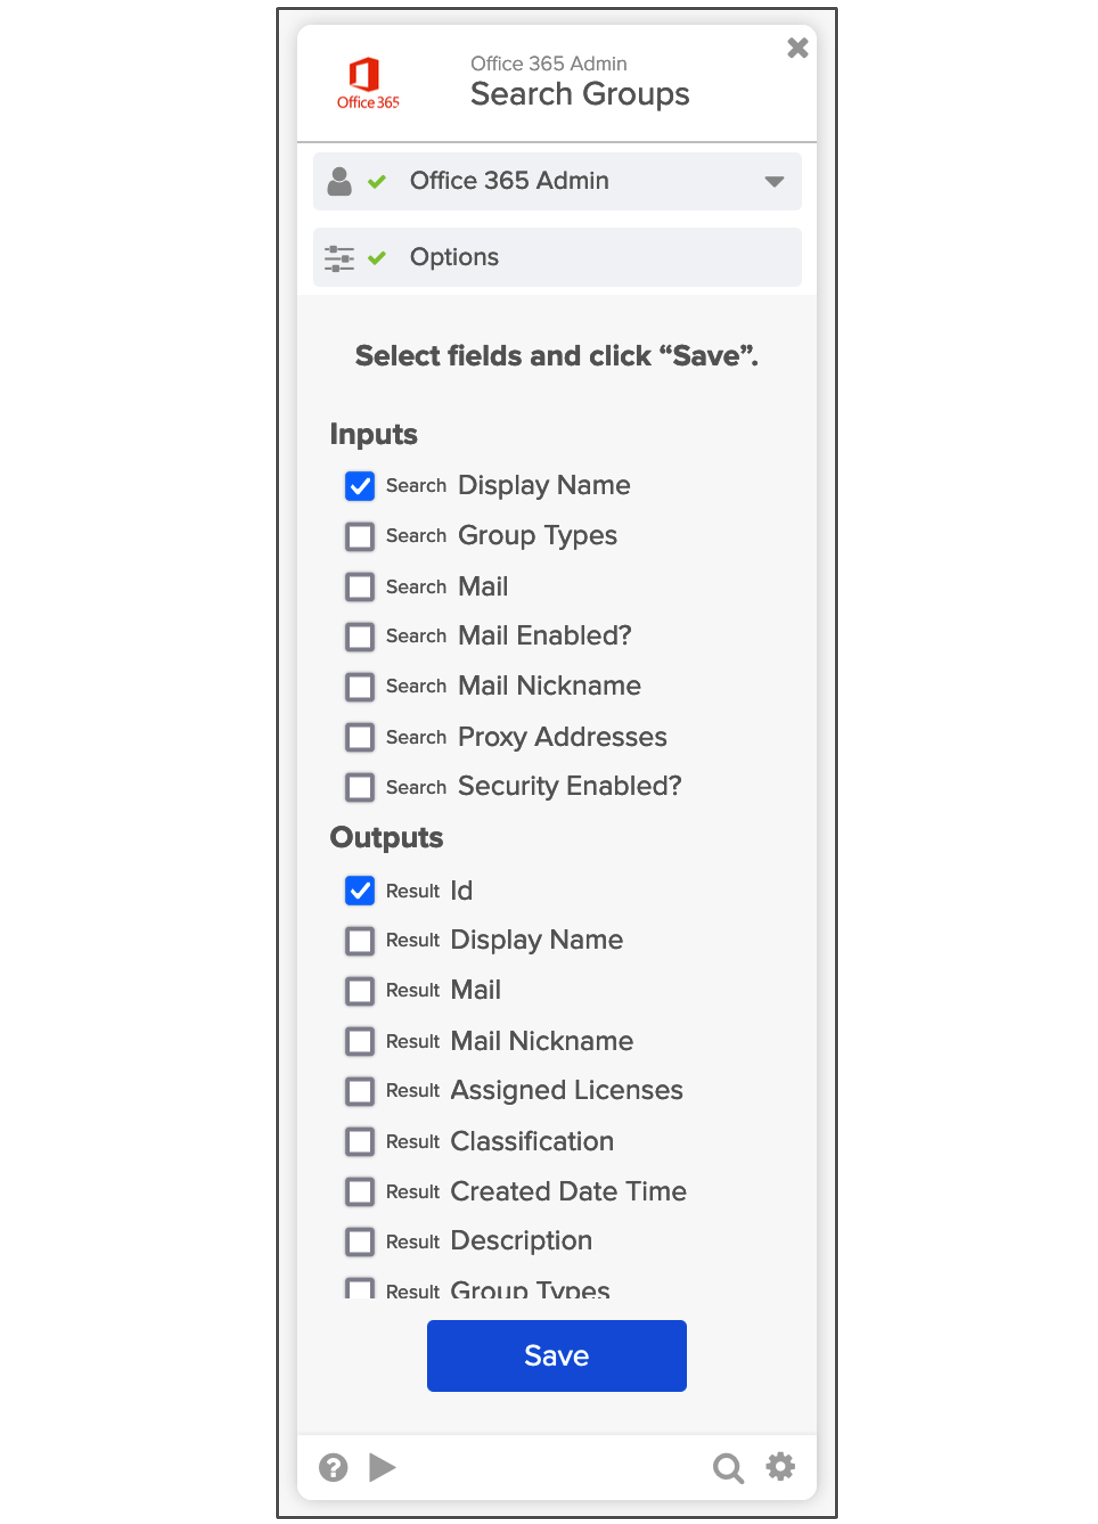 Office 365 Admin
Search Groups
Office 365
Office 365 Admin
Options
Select fields and click “Save”.
Inputs
Search Display Name
Search Group Types
Search Mail
Search Mail Enabled?
Search Mail Nickname
Search Proxy Addresses
Search Security Enabled?
Outputs
Result Id
Result Display Name
Result Mail
Result Mail Nickname
Result Assigned Licenses
Result Classification
Result Created Date Time
Result Description
Result Group Types
Save